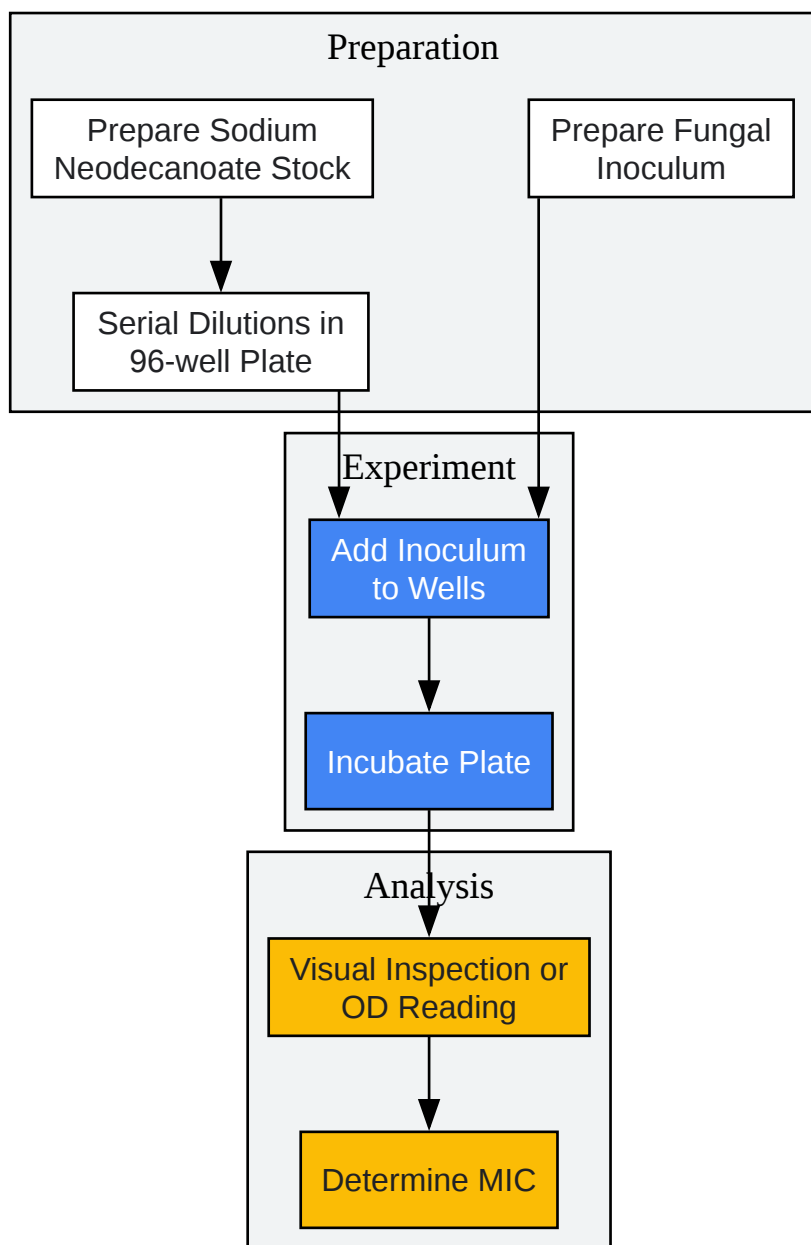 Preparation
Prepare Sodium
Neodecanoate Stock
Prepare Fungal
Inoculum
Serial Dilutions in
96-well Plate
Experiment
Add Inoculum
to Wells
Incubate Plate
Analysis
Visual Inspection or
OD Reading
Determine MIC